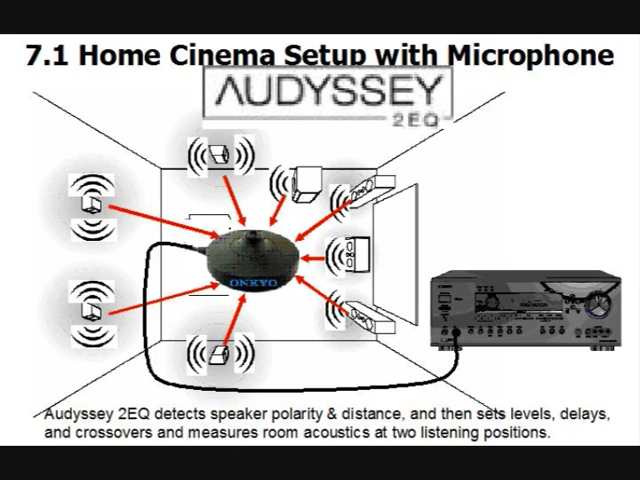 7.1 Home Cinema Setup with Microphone
AUDYSSEY
2EQ
ONKYO
Audyssey 2EQ detects speaker polarity & distance, and then sets levels, delays,
and crossovers and measures room acoustics at two listening positions.